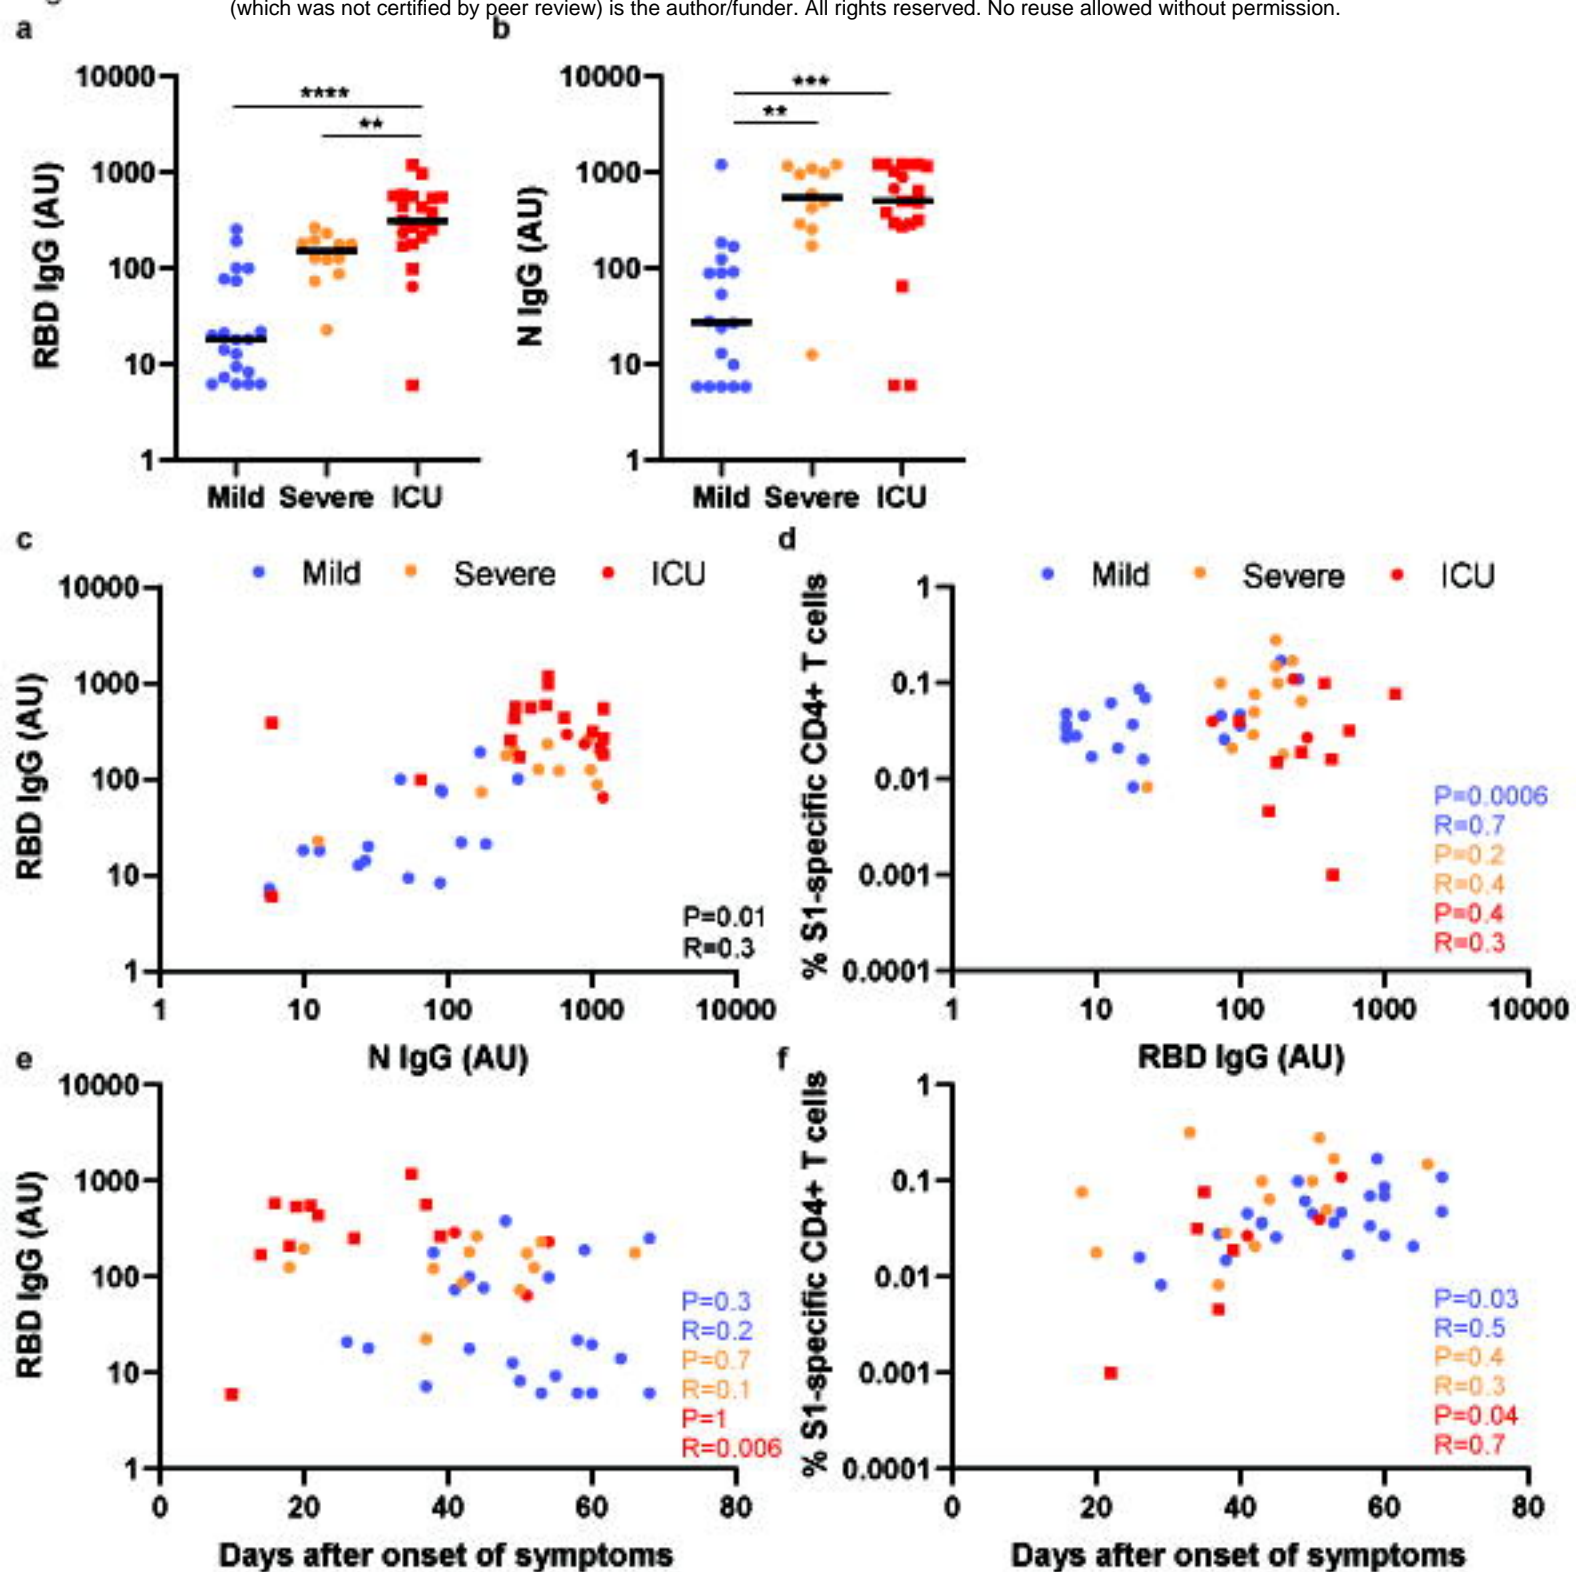 (which was not certified by peer review) is the author/funder. All rights reserved. No reuse allowed without permission.
a
b
10000
1000
100
10
1
RBD IgG (AU)
****
**
Mild Severe ICU
10000
1000
100
10
1
N IgG (AU)
***
**
Mild Severe ICU
c
Mild Severe ICU
10000
1000
100
10
1
RBD IgG (AU)
P=0.01
R=0.3
1 10 100 1000 10000
N IgG (AU)
d
Mild Severe ICU
1
0.1
0.01
0.001
0.0001
% S1-specific CD4+ T cells
P=0.0006
R=0.7
P=0.2
R=0.4
P=0.4
R=0.3
1 10 100 1000 10000
RBD IgG (AU)
e
10000
1000
100
10
1
RBD IgG (AU)
P=0.3
R=0.2
P=0.7
R=0.1
P=1
R=0.006
0 20 40 60 80
Days after onset of symptoms
f
1
0.1
0.01
0.001
0.0001
% S1-specific CD4+ T cells
P=0.03
R=0.5
P=0.4
R=0.3
P=0.04
R=0.7
0 20 40 60 80
Days after onset of symptoms